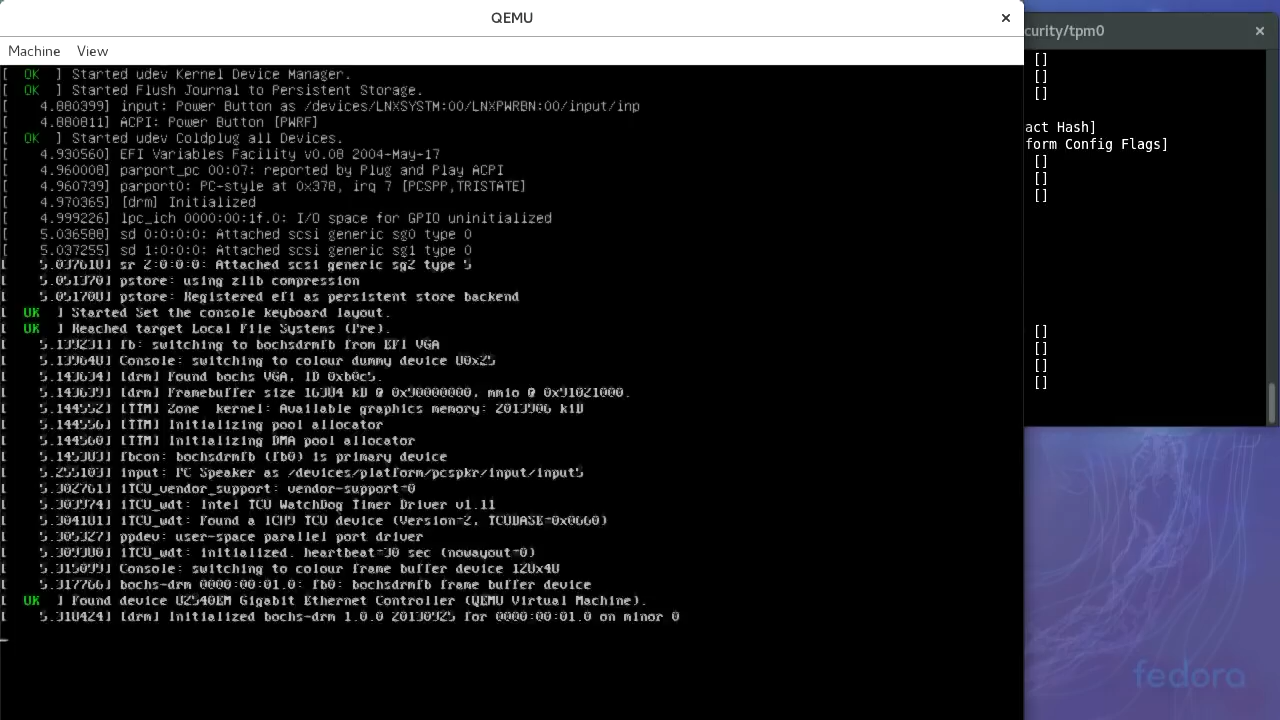 QEMU
Machine View
[ OK ] Started udev Kernel Device Manager.
[ OK ] Started Flush Journal to Persistent Storage.
[ 4.880399] input: Power Button as /devices/LNXSYSTM:00/LNXPWRBN:00/input/inp
[ 4.880811] ACPI: Power Button [PWRF]
[ OK ] Started udev Coldplug all Devices.
[ 4.930560] EFI Variables Facility v0.08 2004-May-17
[ 4.960008] parport_pc 00:07: reported by Plug and Play ACPI
[ 4.960739] parport0: PC-style at 0x378, irq 7 [PCSPP,TRISTATE]
[ 4.970365] [drm] Initialized
[ 4.999226] lpc_ich 0000:00:1f.0: I/O space for GPIO uninitialized
[ 5.036588] sd 0:0:0:0: Attached scsi generic sg0 type 0
[ 5.037255] sd 1:0:0:0: Attached scsi generic sg1 type 0
[ 5.037618] sr 2:0:0:0: Attached scsi generic sg2 type 5
[ 5.051370] pstore: using zlib compression
[ 5.051708] pstore: Registered efi as persistent store backend
[ OK ] Started Set the console keyboard layout.
[ OK ] Reached target Local File Systems (Pre).
[ 5.139231] fb: switching to bochsdrmfb from EFI VGA
[ 5.139648] Console: switching to colour dummy device 80x25
[ 5.143634] [drm] Found bochs VGA, ID 0xb0c5.
[ 5.143639] [drm] Framebuffer size 16384 kB @ 0x90000000, mmio @ 0x91021000.
[ 5.144552] [TTM] Zone kernel: Available graphics memory: 2013906 kiB
[ 5.144556] [TTM] Initializing pool allocator
[ 5.144560] [TTM] Initializing DMA pool allocator
[ 5.145383] fbcon: bochsdrmfb (fb0) is primary device
[ 5.255103] input: PC Speaker as /devices/platform/pcspkr/input/input5
[ 5.302761] iTCO_vendor_support: vendor-support=0
[ 5.303974] iTCO_wdt: Intel TCO WatchDog Timer Driver v1.11
[ 5.304181] iTCO_wdt: Found a ICH9 TCO device (Version=2, TCOBASE=0x0660)
[ 5.305327] ppdev: user-space parallel port driver
[ 5.309380] iTCO_wdt: initialized. heartbeat=30 sec (nowayout=0)
[ 5.315099] Console: switching to colour frame buffer device 128x48
[ 5.317766] bochs-drm 0000:00:01.0: fb0: bochsdrmfb frame buffer device
[ OK ] Found device 82540EM Gigabit Ethernet Controller (QEMU Virtual Machine).
[ 5.318424] [drm] Initialized bochs-drm 1.0.0 20130925 for 0000:00:01.0 on minor 0
curity/tpm0
[]
[]
[]
act Hash]
form Config Flags]
[]
[]
[]
[]
[]
[]
[]
fedora